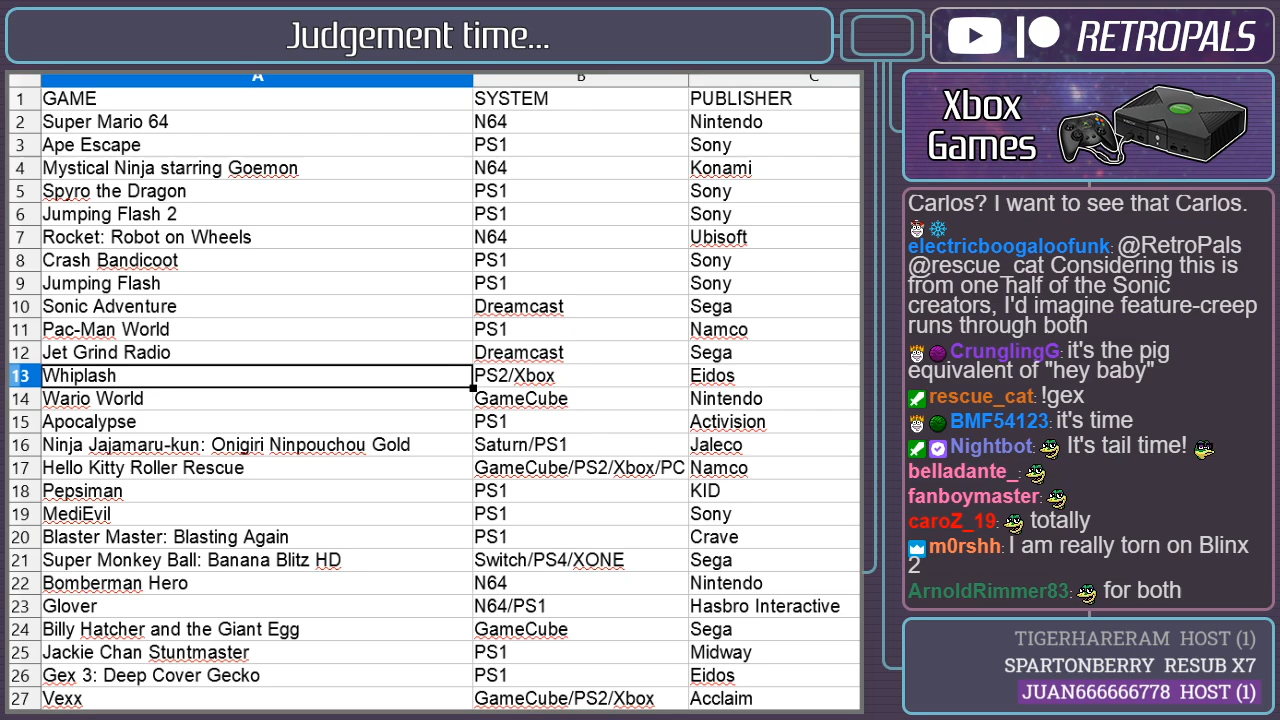 Judgement time...
RETROPALS
A
B
C
1 GAME SYSTEM PUBLISHER
2 Super Mario 64 N64 Nintendo
3 Ape Escape PS1 Sony
4 Mystical Ninja starring Goemon N64 Konami
5 Spyro the Dragon PS1 Sony
6 Jumping Flash 2 PS1 Sony
7 Rocket: Robot on Wheels N64 Ubisoft
8 Crash Bandicoot PS1 Sony
9 Jumping Flash PS1 Sony
10 Sonic Adventure Dreamcast Sega
11 Pac-Man World PS1 Namco
12 Jet Grind Radio Dreamcast Sega
13 Whiplash PS2/Xbox Eidos
14 Wario World GameCube Nintendo
15 Apocalypse PS1 Activision
16 Ninja Jajamaru-kun: Onigiri Ninpouchou Gold Saturn/PS1 Jaleco
17 Hello Kitty Roller Rescue GameCube/PS2/Xbox/PC Namco
18 Pepsiman PS1 KID
19 MediEvil PS1 Sony
20 Blaster Master: Blasting Again PS1 Crave
21 Super Monkey Ball: Banana Blitz HD Switch/PS4/XONE Sega
22 Bomberman Hero N64 Nintendo
23 Glover N64/PS1 Hasbro Interactive
24 Billy Hatcher and the Giant Egg GameCube Sega
25 Jackie Chan Stuntmaster PS1 Midway
26 Gex 3: Deep Cover Gecko PS1 Eidos
27 Vexx GameCube/PS2/Xbox Acclaim
Xbox
Games
Carlos? I want to see that Carlos.
electricboogaloofunk: @RetroPals
@rescue_cat Considering this is
from one half of the Sonic
creators, I'd imagine feature-creep
runs through both
CrunglingG: it's the pig
equivalent of "hey baby"
rescue_cat: !gex
BMF54123: it's time
Nightbot: It's tail time!
belladante_:
fanboymaster:
caroZ_19: totally
m0rshh: I am really torn on Blinx
2
ArnoldRimmer83: for both
TIGERHARERAM HOST (1)
SPARTONBERRY RESUB X7
JUAN666666778 HOST (1)